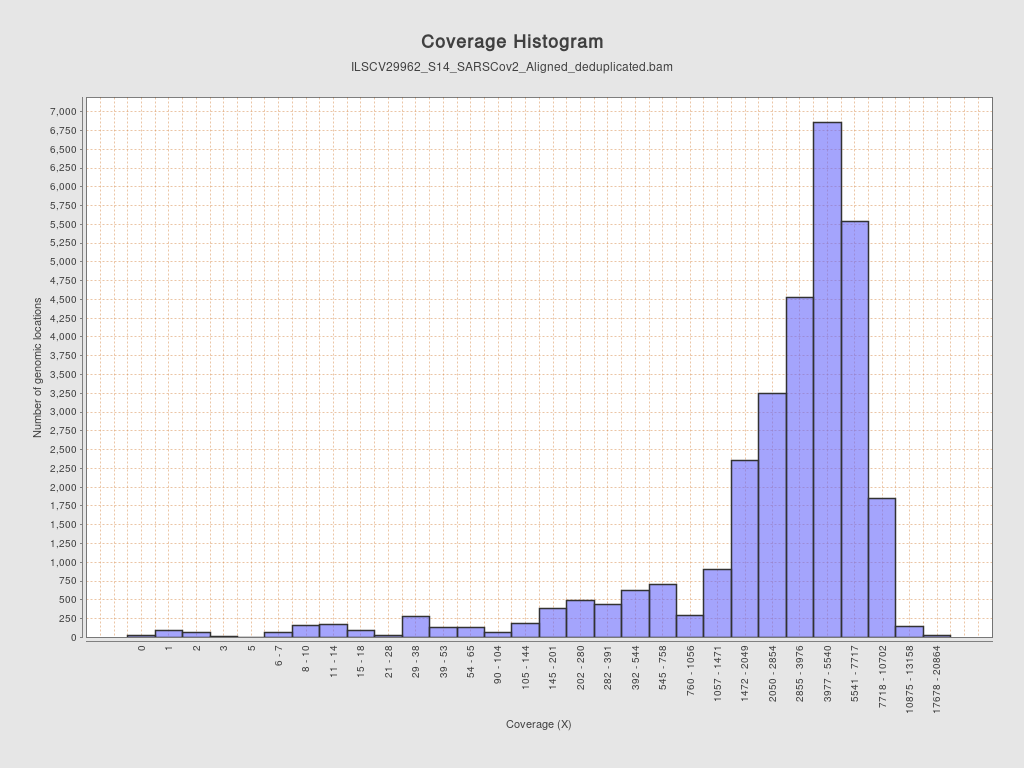 Coverage Histogram
ILSCV29962_S14_SARSCov2_Aligned_deduplicated.bam
Number of genomic locations
7,000
6,750
6,500
6,250
6,000
5,750
5,500
5,250
5,000
4,750
4,500
4,250
4,000
3,750
3,500
3,250
3,000
2,750
2,500
2,250
2,000
1,750
1,500
1,250
1,000
750
500
250
0
0
1
2
3
5
6 - 7
8 - 10
11 - 14
15 - 18
21 - 28
29 - 38
39 - 53
54 - 65
90 - 104
105 - 144
145 - 201
202 - 280
282 - 391
392 - 544
545 - 758
760 - 1056
1057 - 1471
1472 - 2049
2050 - 2854
2855 - 3976
3977 - 5540
5541 - 7717
7718 - 10702
10875 - 13158
17678 - 20864
Coverage (X)